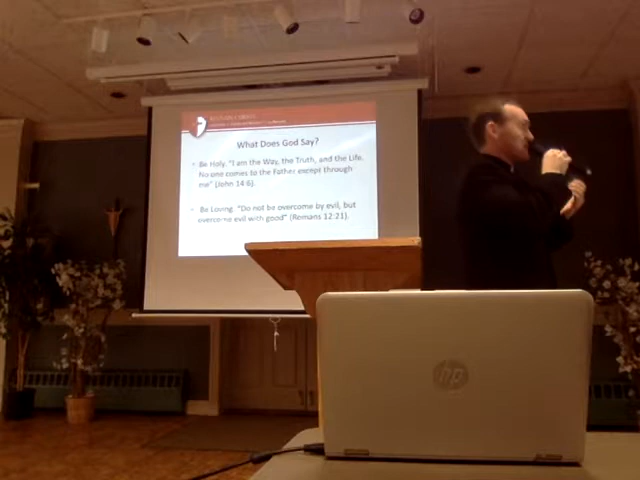 What Does God Say?
• Be Holy. "I am the Way, the Truth, and the Life.
No one comes to the Father except through
me" (John 14:6).
• Be Loving. "Do not be overcome by evil, but
overcome evil with good" (Romans 12:21).
hp